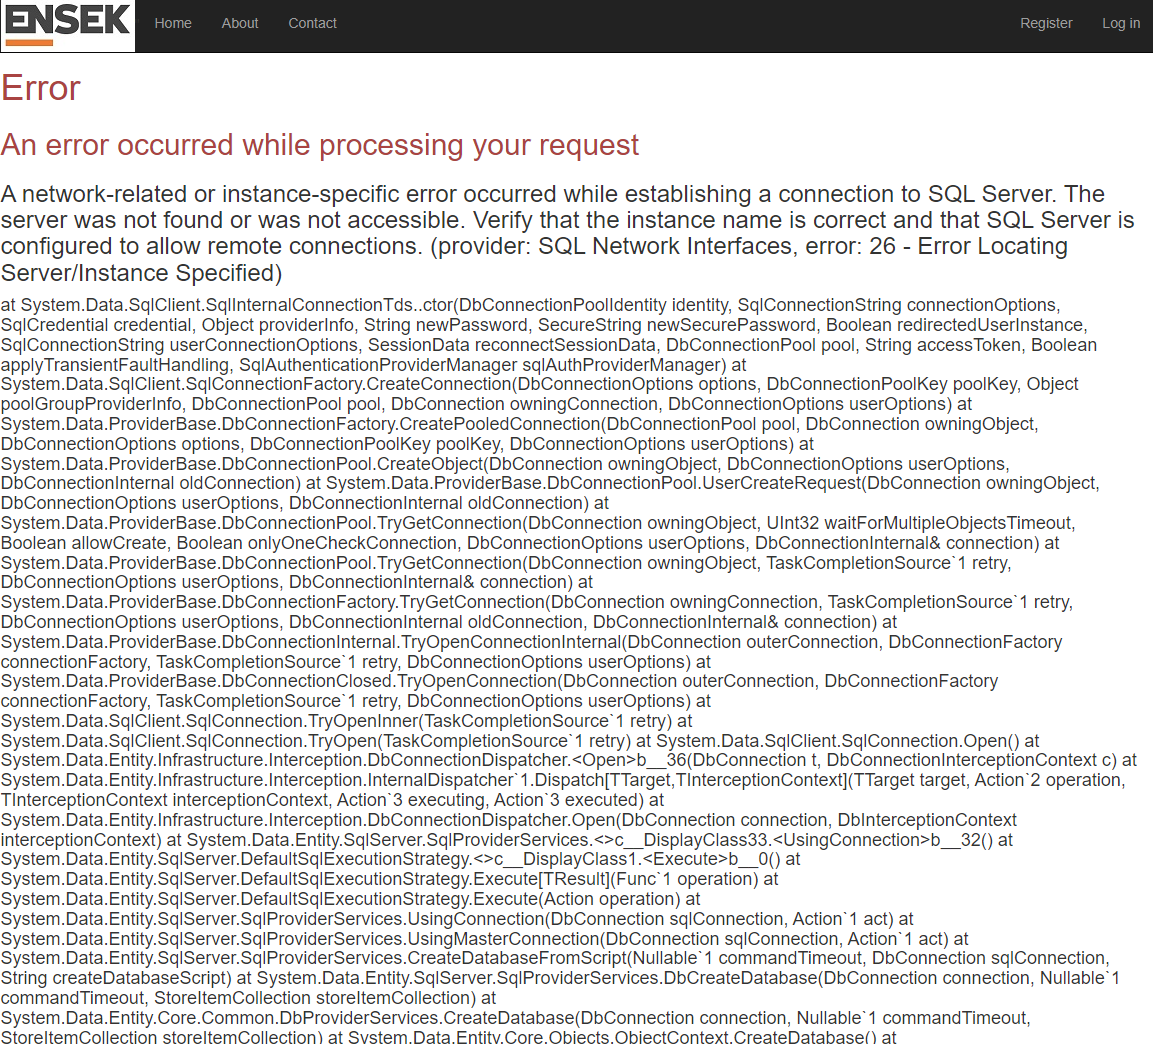 ENSEK Home About Contact Register Log in
Error
An error occurred while processing your request
A network-related or instance-specific error occurred while establishing a connection to SQL Server. The
server was not found or was not accessible. Verify that the instance name is correct and that SQL Server is
configured to allow remote connections. (provider: SQL Network Interfaces, error: 26 - Error Locating
Server/Instance Specified)
at System.Data.SqlClient.SqlInternalConnectionTds..ctor(DbConnectionPoolIdentity identity, SqlConnectionString connectionOptions,
SqlCredential credential, Object providerInfo, String newPassword, SecureString newSecurePassword, Boolean redirectedUserInstance,
SqlConnectionString userConnectionOptions, SessionData reconnectSessionData, DbConnectionPool pool, String accessToken, Boolean
applyTransientFaultHandling, SqlAuthenticationProviderManager sqlAuthProviderManager) at
System.Data.SqlClient.SqlConnectionFactory.CreateConnection(DbConnectionOptions options, DbConnectionPoolKey poolKey, Object
poolGroupProviderInfo, DbConnectionPool pool, DbConnection owningConnection, DbConnectionOptions userOptions) at
System.Data.ProviderBase.DbConnectionFactory.CreatePooledConnection(DbConnectionPool pool, DbConnection owningObject,
DbConnectionOptions options, DbConnectionPoolKey poolKey, DbConnectionOptions userOptions) at
System.Data.ProviderBase.DbConnectionPool.CreateObject(DbConnection owningObject, DbConnectionOptions userOptions,
DbConnectionInternal oldConnection) at System.Data.ProviderBase.DbConnectionPool.UserCreateRequest(DbConnection owningObject,
DbConnectionOptions userOptions, DbConnectionInternal oldConnection) at
System.Data.ProviderBase.DbConnectionPool.TryGetConnection(DbConnection owningObject, UInt32 waitForMultipleObjectsTimeout,
Boolean allowCreate, Boolean onlyOneCheckConnection, DbConnectionOptions userOptions, DbConnectionInternal& connection) at
System.Data.ProviderBase.DbConnectionPool.TryGetConnection(DbConnection owningObject, TaskCompletionSource`1 retry,
DbConnectionOptions userOptions, DbConnectionInternal& connection) at
System.Data.ProviderBase.DbConnectionFactory.TryGetConnection(DbConnection owningConnection, TaskCompletionSource`1 retry,
DbConnectionOptions userOptions, DbConnectionInternal oldConnection, DbConnectionInternal& connection) at
System.Data.ProviderBase.DbConnectionInternal.TryOpenConnectionInternal(DbConnection outerConnection, DbConnectionFactory
connectionFactory, TaskCompletionSource`1 retry, DbConnectionOptions userOptions) at
System.Data.ProviderBase.DbConnectionClosed.TryOpenConnection(DbConnection outerConnection, DbConnectionFactory
connectionFactory, TaskCompletionSource`1 retry, DbConnectionOptions userOptions) at
System.Data.SqlClient.SqlConnection.TryOpenInner(TaskCompletionSource`1 retry) at
System.Data.SqlClient.SqlConnection.TryOpen(TaskCompletionSource`1 retry) at System.Data.SqlClient.SqlConnection.Open() at
System.Data.Entity.Infrastructure.Interception.DbConnectionDispatcher.<Open>b__36(DbConnection t, DbConnectionInterceptionContext c) at
System.Data.Entity.Infrastructure.Interception.InternalDispatcher`1.Dispatch[TTarget,TInterceptionContext](TTarget target, Action`2 operation,
TInterceptionContext interceptionContext, Action`3 executing, Action`3 executed) at
System.Data.Entity.Infrastructure.Interception.DbConnectionDispatcher.Open(DbConnection connection, DbInterceptionContext
interceptionContext) at System.Data.Entity.SqlServer.SqlProviderServices.<>c__DisplayClass33.<UsingConnection>b__32() at
System.Data.Entity.SqlServer.DefaultSqlExecutionStrategy.<>c__DisplayClass1.<Execute>b__0() at
System.Data.Entity.SqlServer.DefaultSqlExecutionStrategy.Execute[TResult](Func`1 operation) at
System.Data.Entity.SqlServer.DefaultSqlExecutionStrategy.Execute(Action operation) at
System.Data.Entity.SqlServer.SqlProviderServices.UsingConnection(DbConnection sqlConnection, Action`1 act) at
System.Data.Entity.SqlServer.SqlProviderServices.UsingMasterConnection(DbConnection sqlConnection, Action`1 act) at
System.Data.Entity.SqlServer.SqlProviderServices.CreateDatabaseFromScript(Nullable`1 commandTimeout, DbConnection sqlConnection,
String createDatabaseScript) at System.Data.Entity.SqlServer.SqlProviderServices.DbCreateDatabase(DbConnection connection, Nullable`1
commandTimeout, StoreItemCollection storeItemCollection) at
System.Data.Entity.Core.Common.DbProviderServices.CreateDatabase(DbConnection connection, Nullable`1 commandTimeout,
StoreItemCollection storeItemCollection) at System.Data.Entity.Core.Objects.ObjectContext.CreateDatabase() at